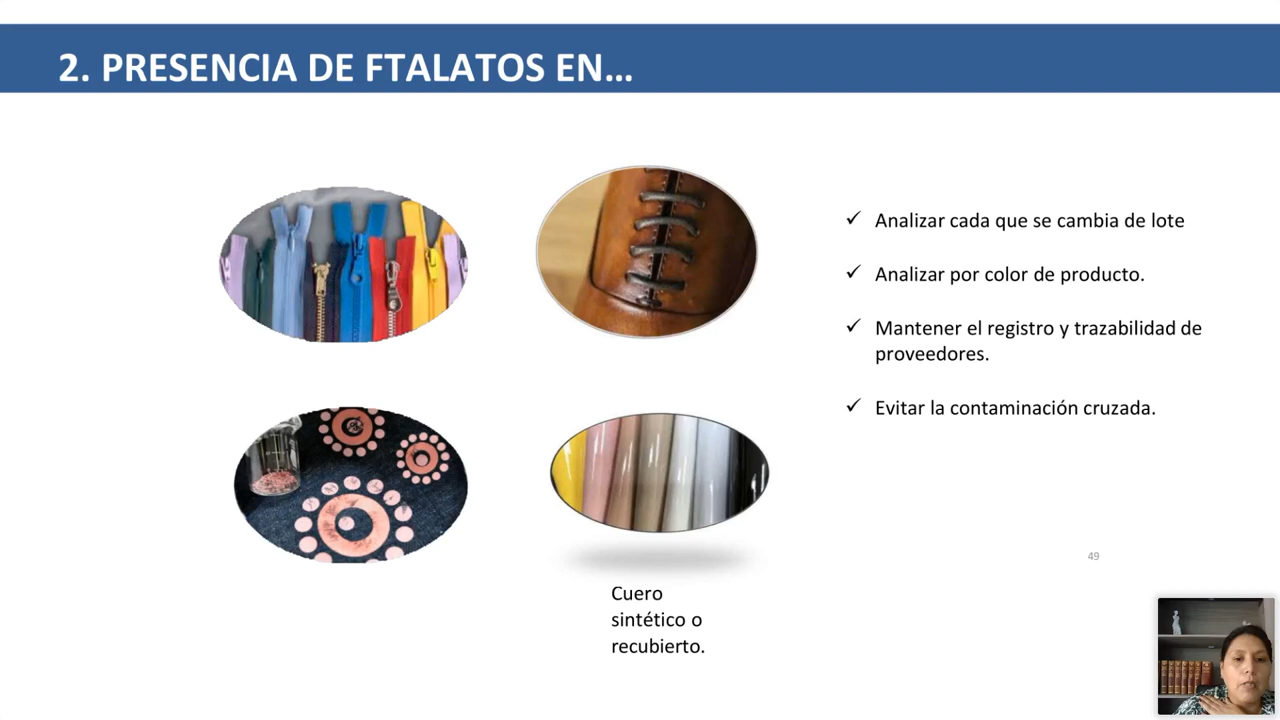 2. PRESENCIA DE FTALATOS EN...
✓ Analizar cada que se cambia de lote
✓ Analizar por color de producto.
✓ Mantener el registro y trazabilidad de
proveedores.
✓ Evitar la contaminación cruzada.
49
Cuero
sintético o
recubierto.